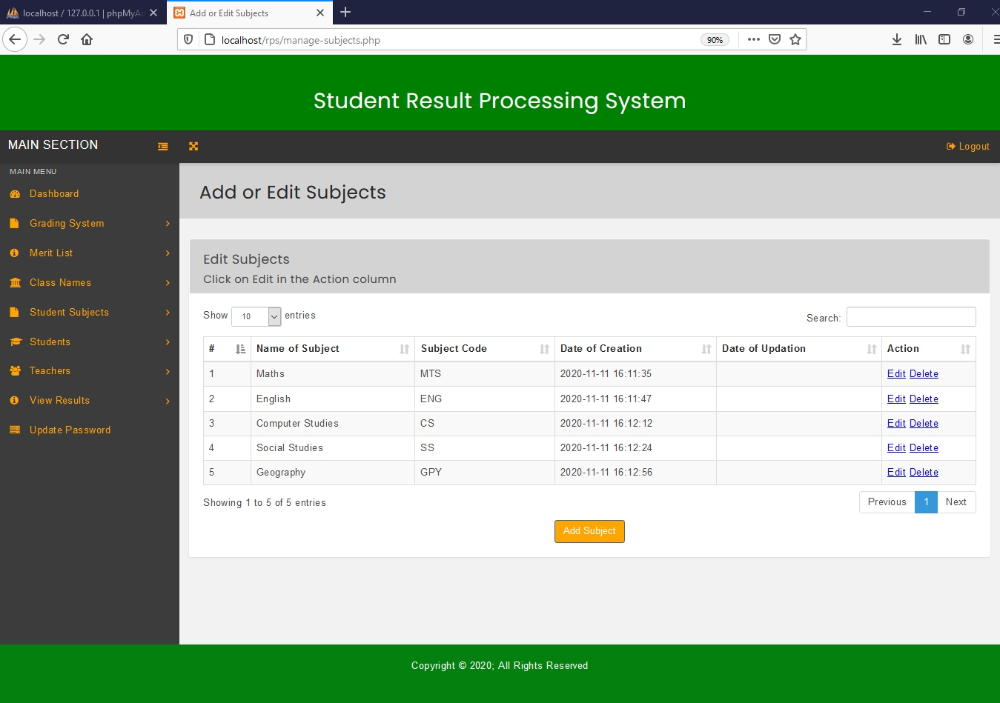 localhost / 127.0.0.1 | phpMyAd
Add or Edit Subjects
localhost/rps/manage-subjects.php
90%
Student Result Processing System
MAIN SECTION
Logout
MAIN MENU
Dashboard
Grading System
Merit List
Class Names
Student Subjects
Students
Teachers
View Results
Update Password
Add or Edit Subjects
Edit Subjects
Click on Edit in the Action column
Show 10 entries
Search:
# Name of Subject Subject Code Date of Creation Date of Updation Action
1 Maths MTS 2020-11-11 16:11:35 Edit Delete
2 English ENG 2020-11-11 16:11:47 Edit Delete
3 Computer Studies CS 2020-11-11 16:12:12 Edit Delete
4 Social Studies SS 2020-11-11 16:12:24 Edit Delete
5 Geography GPY 2020-11-11 16:12:56 Edit Delete
Showing 1 to 5 of 5 entries
Previous 1 Next
Add Subject
Copyright © 2020; All Rights Reserved